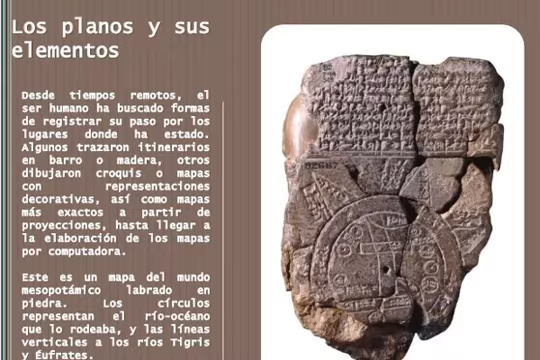 Los planos y sus
elementos
Desde tiempos remotos, el
ser humano ha buscado formas
de registrar su paso por los
lugares donde ha estado.
Algunos trazaron itinerarios
en barro o madera, otros
dibujaron croquis o mapas
con representaciones
decorativas, así como mapas
más exactos a partir de
proyecciones, hasta llegar a
la elaboración de los mapas
por computadora.
Este es un mapa del mundo
mesopotámico labrado en
piedra. Los círculos
representan el río-océano
que lo rodeaba, y las líneas
verticales a los ríos Tigris
y Éufrates.
92687